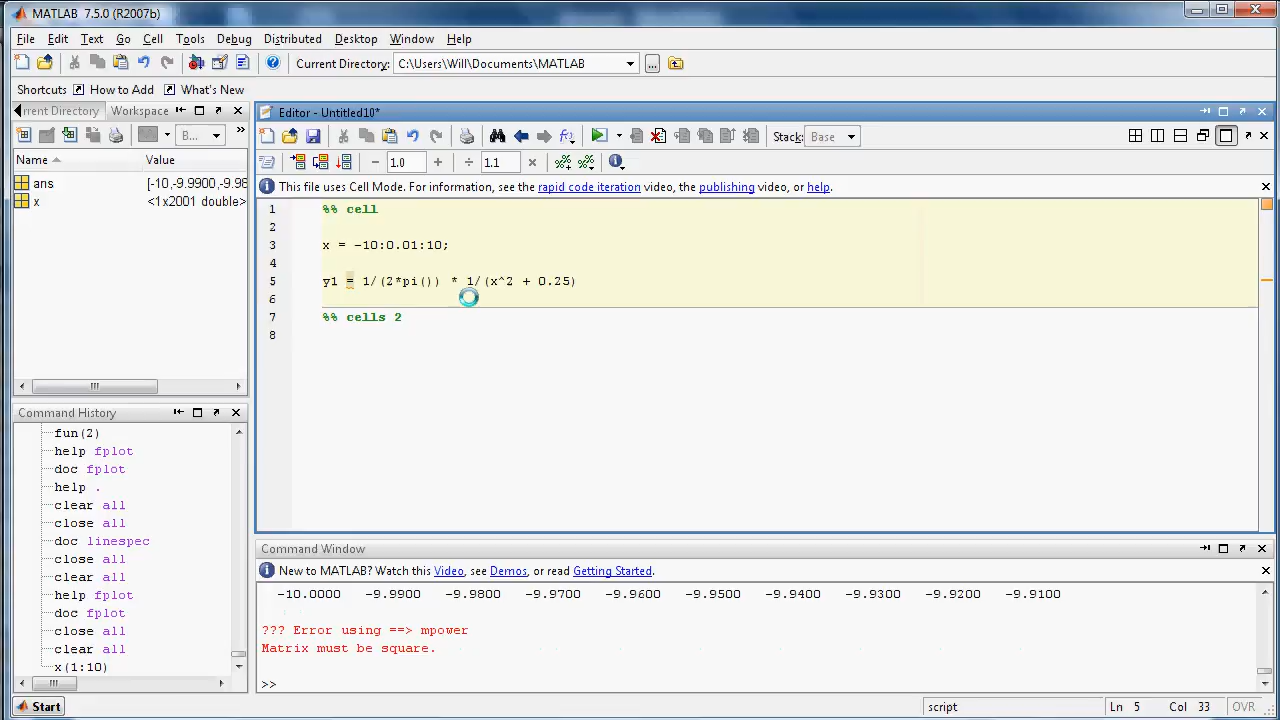 MATLAB 7.5.0 (R2007b)
File Edit Text Go Cell Tools Debug Distributed Desktop Window Help
Current Directory: C:\Users\Will\Documents\MATLAB ...
Shortcuts How to Add What's New
urrent Directory Workspace
B...
Name Value
ans [-10,-9.9900,-9.98
x <1x2001 double>
Command History
fun(2)
help fplot
doc fplot
help .
clear all
close all
doc linespec
close all
clear all
help fplot
doc fplot
close all
clear all
x(1:10)
Editor - Untitled10*
Stack: Base
1.0 1.1
This file uses Cell Mode. For information, see the rapid code iteration video, the publishing video, or help.
1 %% cell
2
3 x = -10:0.01:10;
4
5 y1 = 1/(2*pi()) * 1/(x^2 + 0.25)
6
7 %% cells 2
8
Command Window
New to MATLAB? Watch this Video, see Demos, or read Getting Started.
-10.0000 -9.9900 -9.9800 -9.9700 -9.9600 -9.9500 -9.9400 -9.9300 -9.9200 -9.9100
??? Error using ==> mpower
Matrix must be square.
>>
Start script Ln 5 Col 33 OVR